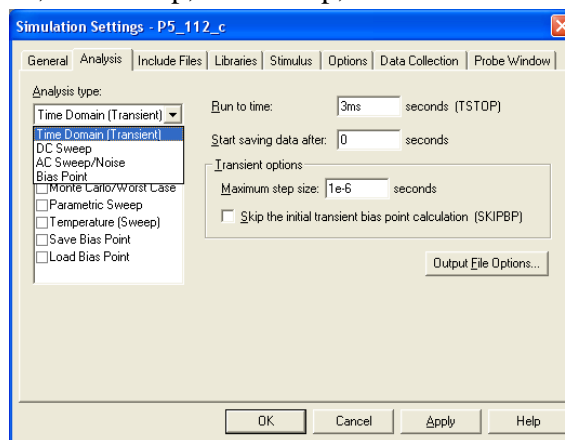 Simulation Settings - P5_112_c
General Analysis Include Files Libraries Stimulus Options Data Collection Probe Window
Analysis type:
Time Domain (Transient)
Time Domain (Transient)
DC Sweep
AC Sweep/Noise
Bias Point
Monte Carlo/Worst Case
Parametric Sweep
Temperature (Sweep)
Save Bias Point
Load Bias Point
Run to time: 3ms seconds (TSTOP)
Start saving data after: 0 seconds
Transient options
Maximum step size: 1e-6 seconds
Skip the initial transient bias point calculation (SKIPBP)
Output File Options...
OK Cancel Apply Help